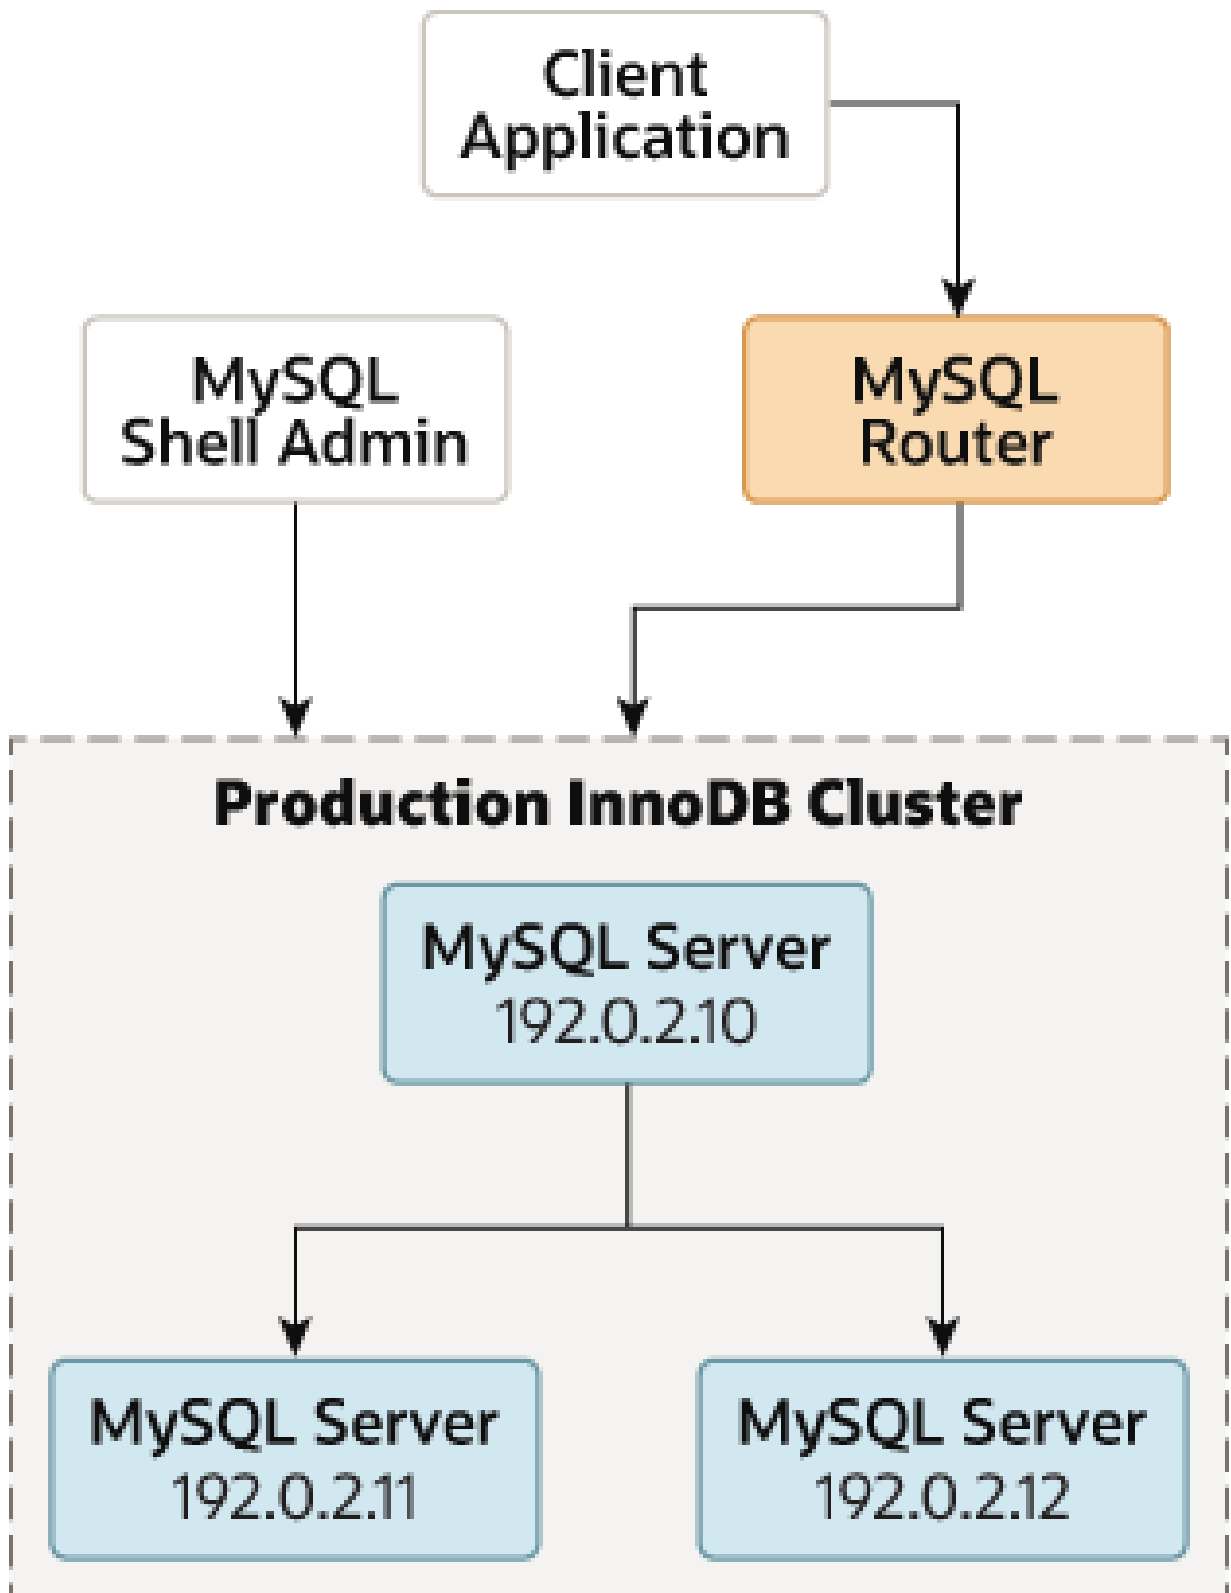 Client
Application
MySQL
Shell Admin
MySQL
Router
Production InnoDB Cluster
MySQL Server
192.0.2.10
MySQL Server
192.0.2.11
MySQL Server
192.0.2.12